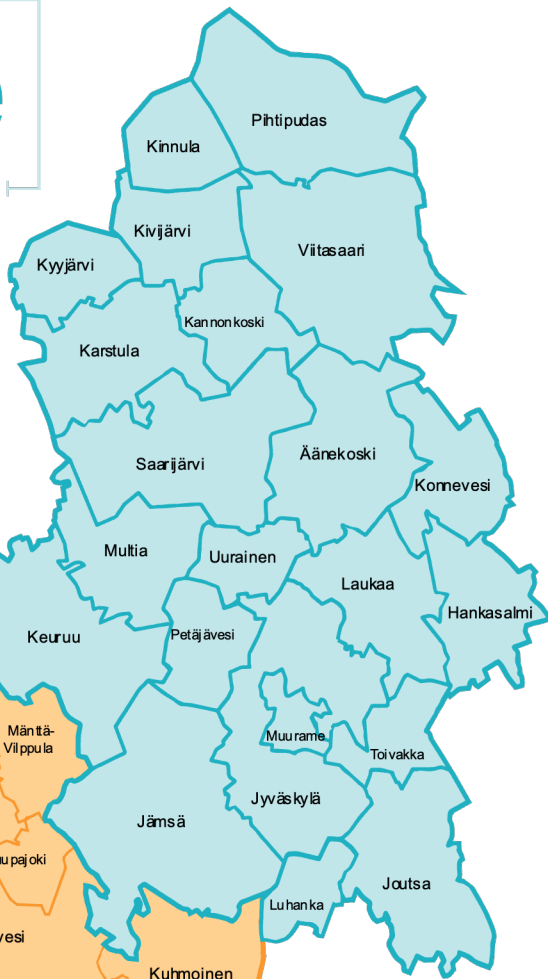 Pihtipudas
Kinnula
Kivijärvi
Viitasaari
Kyyjärvi
Kannonkoski
Karstula
Äänekoski
Saarijärvi
Konnevesi
Multia
Uurainen
Laukaa
Hankasalmi
Keuruu
Petäjävesi
Mänttä-
Vilppula
Muurame
Toivakka
Jyväskylä
Jämsä
upajoki
Joutsa
Luhanka
vesi
Kuhmoinen